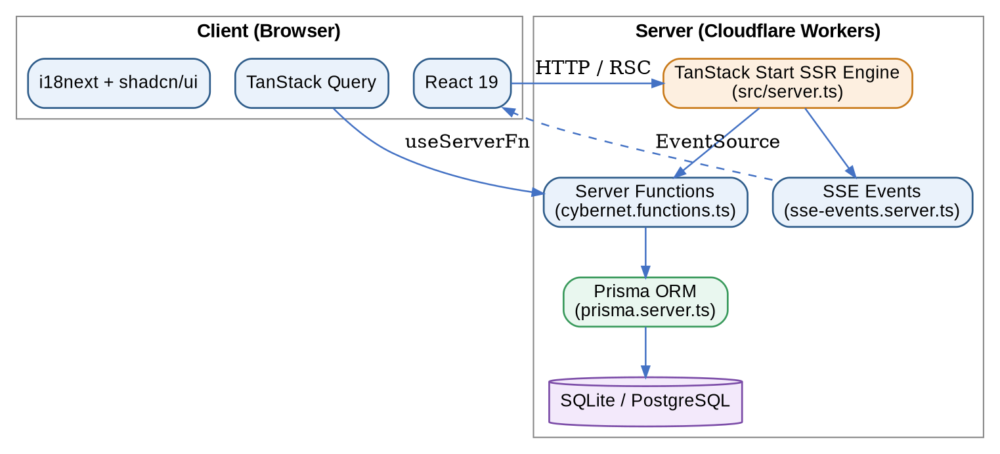 Client (Browser)
Server (Cloudflare Workers)
i18next + shadcn/ui
TanStack Query
React 19
HTTP / RSC
TanStack Start SSR Engine
(src/server.ts)
useServerFn
EventSource
Server Functions
(cybernet.functions.ts)
SSE Events
(sse-events.server.ts)
Prisma ORM
(prisma.server.ts)
SQLite / PostgreSQL